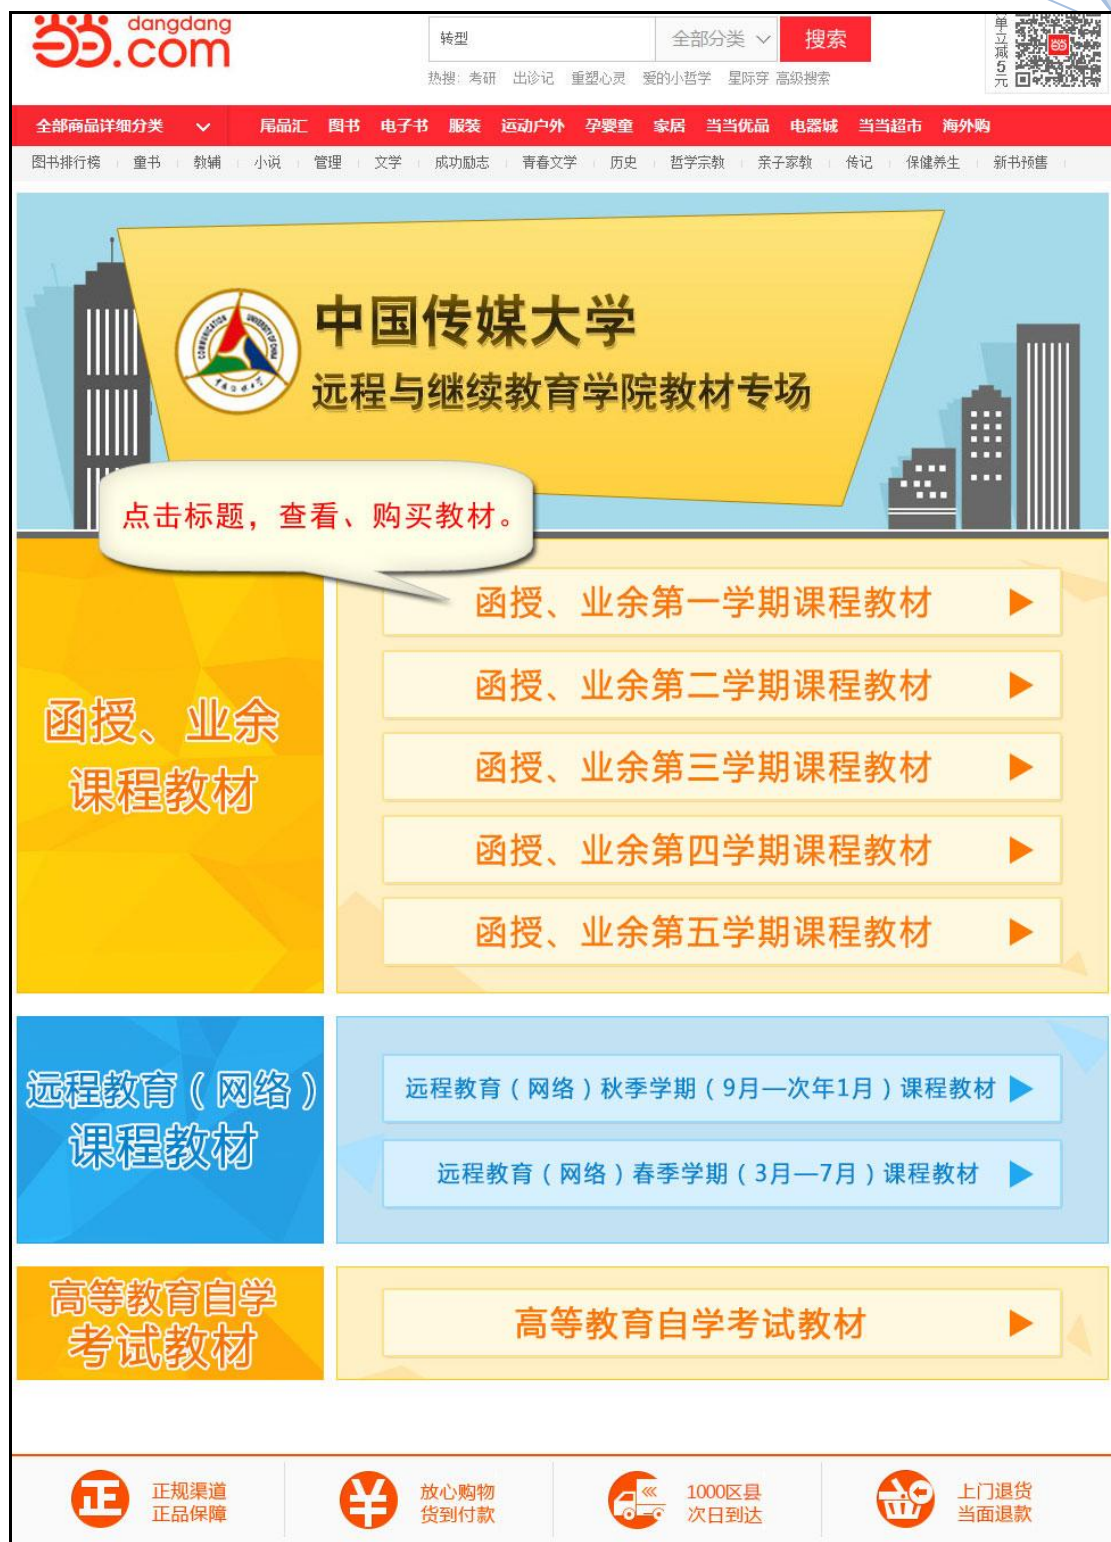 dangdang
.com
转型
全部分类
搜索
单立减5元
热搜: 考研 出诊记 重塑心灵 爱的小哲学 星际穿 高级搜索
全部商品详细分类 尾品汇 图书 电子书 服装 运动户外 孕婴童 家居 当当优品 电器城 当当超市 海外购
图书排行榜 童书 教辅 小说 管理 文学 成功励志 青春文学 历史 哲学宗教 亲子家教 传记 保健养生 新书预售
COMMUNICATION UNIVERSITY OF CHINA
中国传媒大学
远程与继续教育学院教材专场
点击标题，查看、购买教材。
函授、业余
课程教材
函授、业余第一学期课程教材
函授、业余第二学期课程教材
函授、业余第三学期课程教材
函授、业余第四学期课程教材
函授、业余第五学期课程教材
远程教育（网络）
课程教材
远程教育（网络）秋季学期（9月—次年1月）课程教材
远程教育（网络）春季学期（3月—7月）课程教材
高等教育自学
考试教材
高等教育自学考试教材
正
正规渠道
正品保障
¥
放心购物
货到付款
1000区县
次日到达
上门退货
当面退款